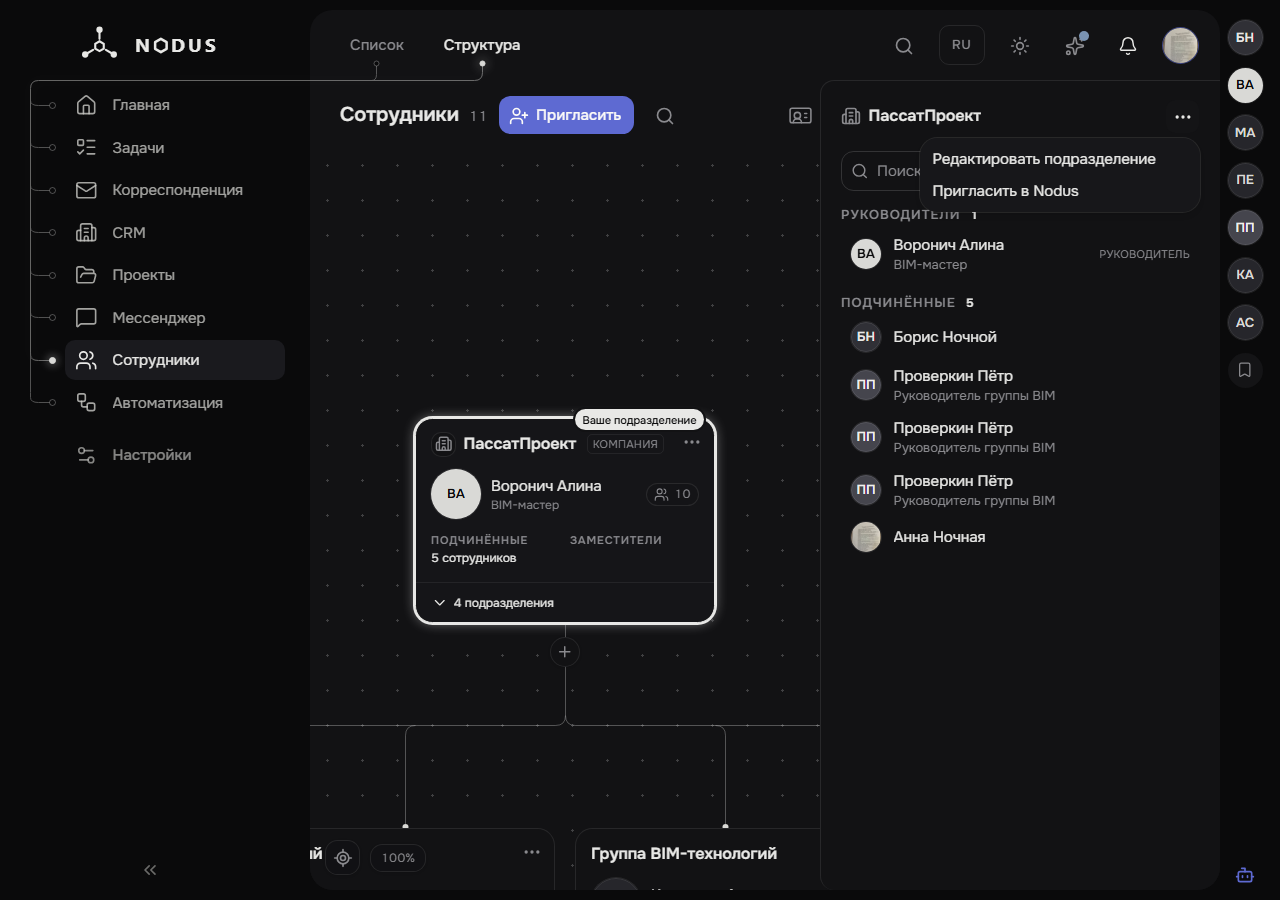 NODUS
Список
Структура
RU
БН
Главная
Задачи
Корреспонденция
CRM
Проекты
Мессенджер
Сотрудники
Автоматизация
Настройки
Сотрудники 11
Пригласить
ПассатПроект
Редактировать подразделение
Пригласить в Nodus
Поиск
РУКОВОДИТЕЛИ 1
ВА
Воронич Алина
BIM-мастер
РУКОВОДИТЕЛЬ
ПОДЧИНЁННЫЕ 5
БН
Борис Ночной
ПП
Проверкин Пётр
Руководитель группы BIM
ПП
Проверкин Пётр
Руководитель группы BIM
ПП
Проверкин Пётр
Руководитель группы BIM
Анна Ночная
Ваше подразделение
ПассатПроект
КОМПАНИЯ
ВА
Воронич Алина
BIM-мастер
10
ПОДЧИНЁННЫЕ
ЗАМЕСТИТЕЛИ
5 сотрудников
4 подразделения
ий
100%
Группа BIM-технологий
ВА
МА
ПЕ
ПП
КА
АС